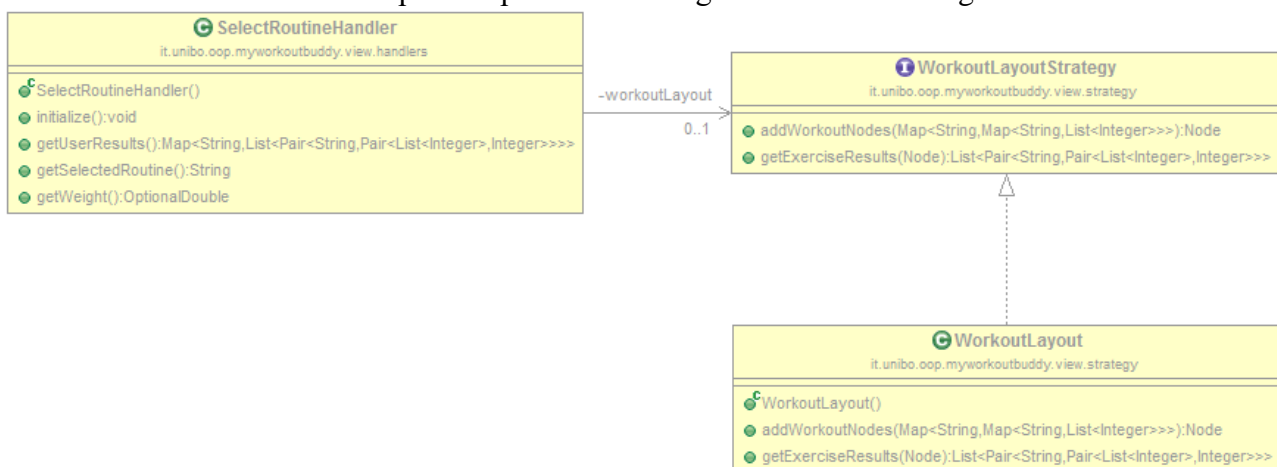 SelectRoutineHandler
it.unibo.oop.myworkoutbuddy.view.handlers
SelectRoutineHandler()
initialize():void
getUserResults():Map<String,List<Pair<String,Pair<List<Integer>,Integer>>>>
getSelectedRoutine():String
getWeight():OptionalDouble
-workoutLayout
0..1
WorkoutLayoutStrategy
it.unibo.oop.myworkoutbuddy.view.strategy
addWorkoutNodes(Map<String,Map<String,List<Integer>>>):Node
getExerciseResults(Node):List<Pair<String,Pair<List<Integer>,Integer>>>
WorkoutLayout
it.unibo.oop.myworkoutbuddy.view.strategy
WorkoutLayout()
addWorkoutNodes(Map<String,Map<String,List<Integer>>>):Node
getExerciseResults(Node):List<Pair<String,Pair<List<Integer>,Integer>>>